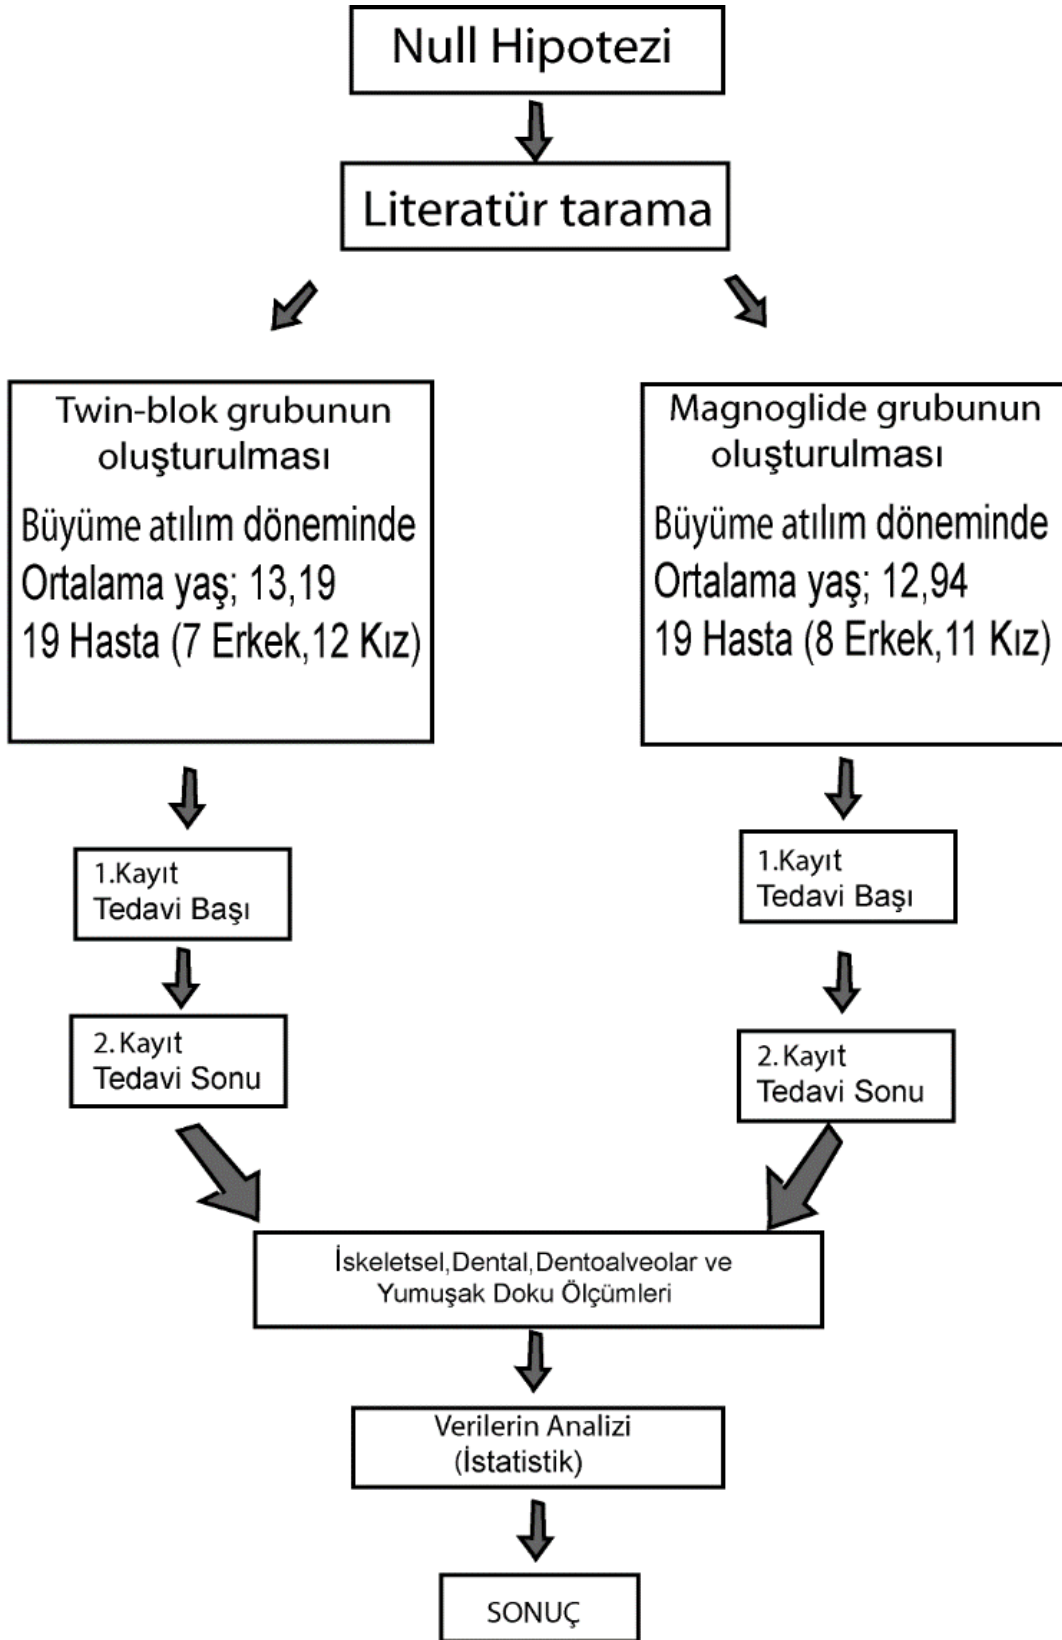 Null Hipotezi
Literatür tarama
Twin-blok grubunun
oluşturulması
Büyüme atılım döneminde
Ortalama yaş; 13,19
19 Hasta (7 Erkek,12 Kız)
Magnoglide grubunun
oluşturulması
Büyüme atılım döneminde
Ortalama yaş; 12,94
19 Hasta (8 Erkek,11 Kız)
1.Kayıt
Tedavi Başı
2.Kayıt
Tedavi Sonu
1.Kayıt
Tedavi Başı
2.Kayıt
Tedavi Sonu
İskeletsel,Dental,Dentoalveolar ve
Yumuşak Doku Ölçümleri
Verilerin Analizi
(İstatistik)
SONUÇ